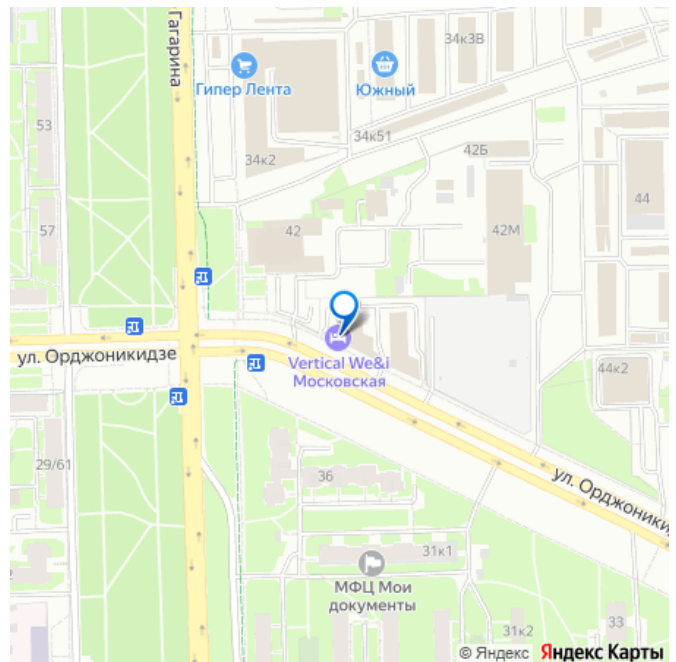 Гагарина
34к3В
Гипер Лента
Южный
53
34к51
34к2
42Б
44
57
42
42М
ул. Орджоникидзе
Vertical We&i
Московская
44к2
29/61
36
ул. Орджоники
31к1
МФЦ Мои
документы
31к2
33
© Яндекс Яндекс Карты